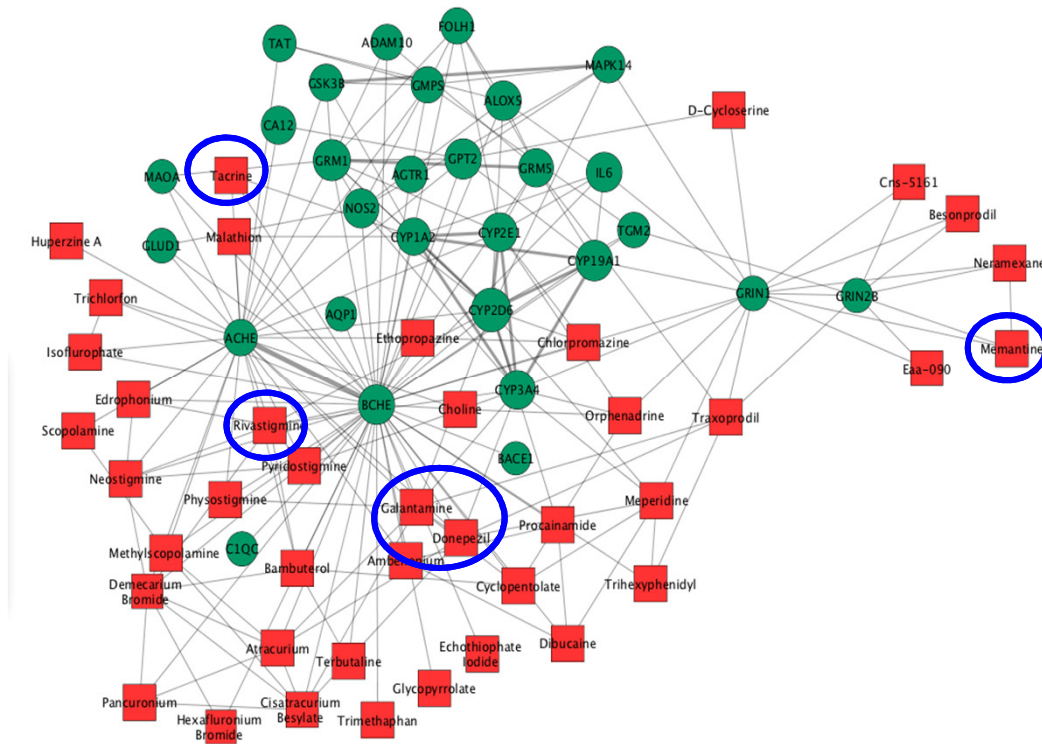 FOLH1
TAT
ADAM10
MAPK14
GSK3B
GMPS
ALOX5
D-Cycloserine
CA12
GRM1
GPT2
GRM5
IL6
Cns-5161
MAOA
Tacrine
AGTR1
NOS2
Besonprodil
Huperzine A
GLUD1
Malathion
CYP1A2
CYP2E1
TGM2
CYP19A1
Neramexane
Trichlorfon
GRIN1
GRIN2B
AQP1
CYP2D6
Isoflurophate
ACHE
Ethopropazine
Chlorpromazine
Memantine
Eaa-090
Edrophonium
BCHE
CYP3A4
Choline
Orphenadrine
Traxoprodil
Scopolamine
Rivastigmine
BACE1
Neostigmine
Pyridostigmine
Physostigmine
Galantamine
Meperidine
Donepezil
Procainamide
Methylscopolamine
C1QC
Bambuterol
Ambenonium
Demecarium
Bromide
Cyclopentolate
Trihexyphenidyl
Atracurium
Terbutaline
Echothiophate
Iodide
Dibucaine
Glycopyrrolate
Pancuronium
Hexafluronium
Bromide
Cisatracurium
Besylate
Trimethaphan